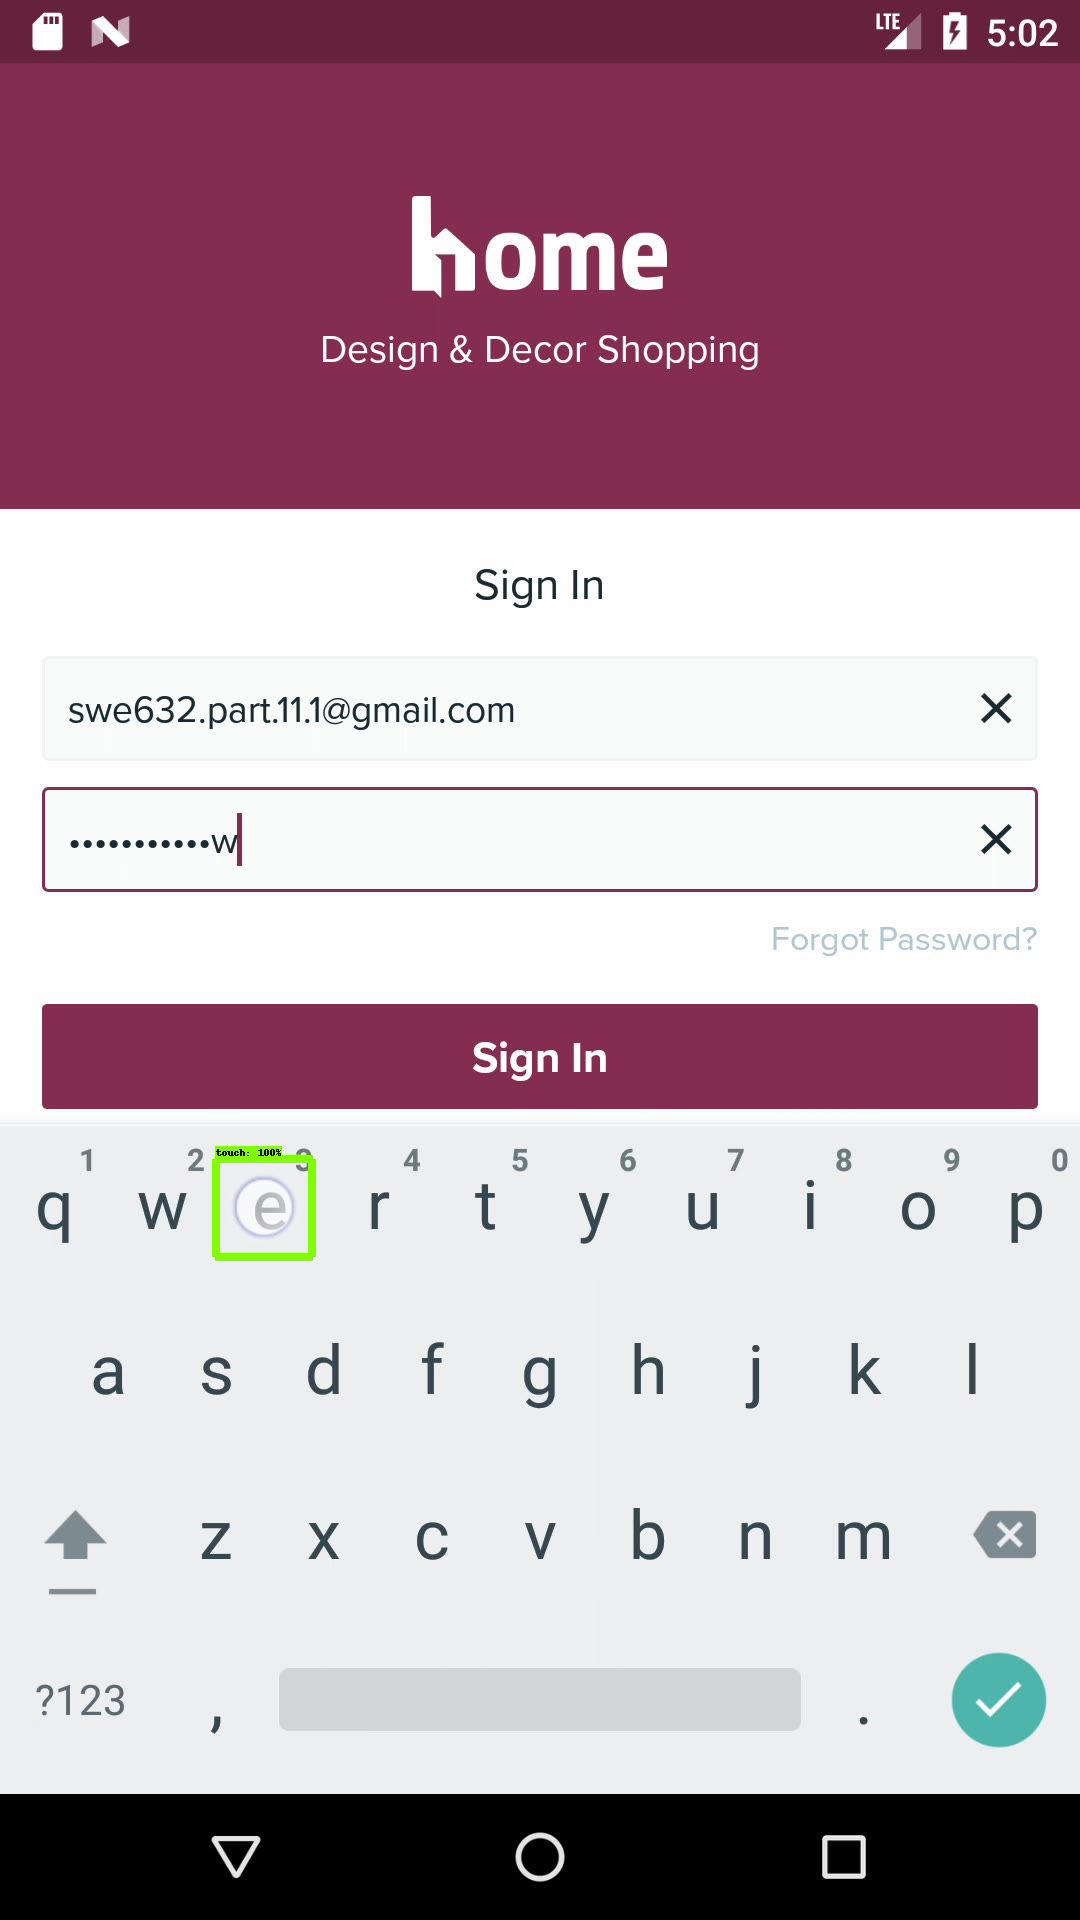 LTE 5:02
home
Design & Decor Shopping
Sign In
swe632.part.11.1@gmail.com
•••••••••••w
Forgot Password?
Sign In
1 2 3 4 5 6 7 8 9 0
touch: 100%
q w e r t y u i o p
a s d f g h j k l
z x c v b n m
?123 , .